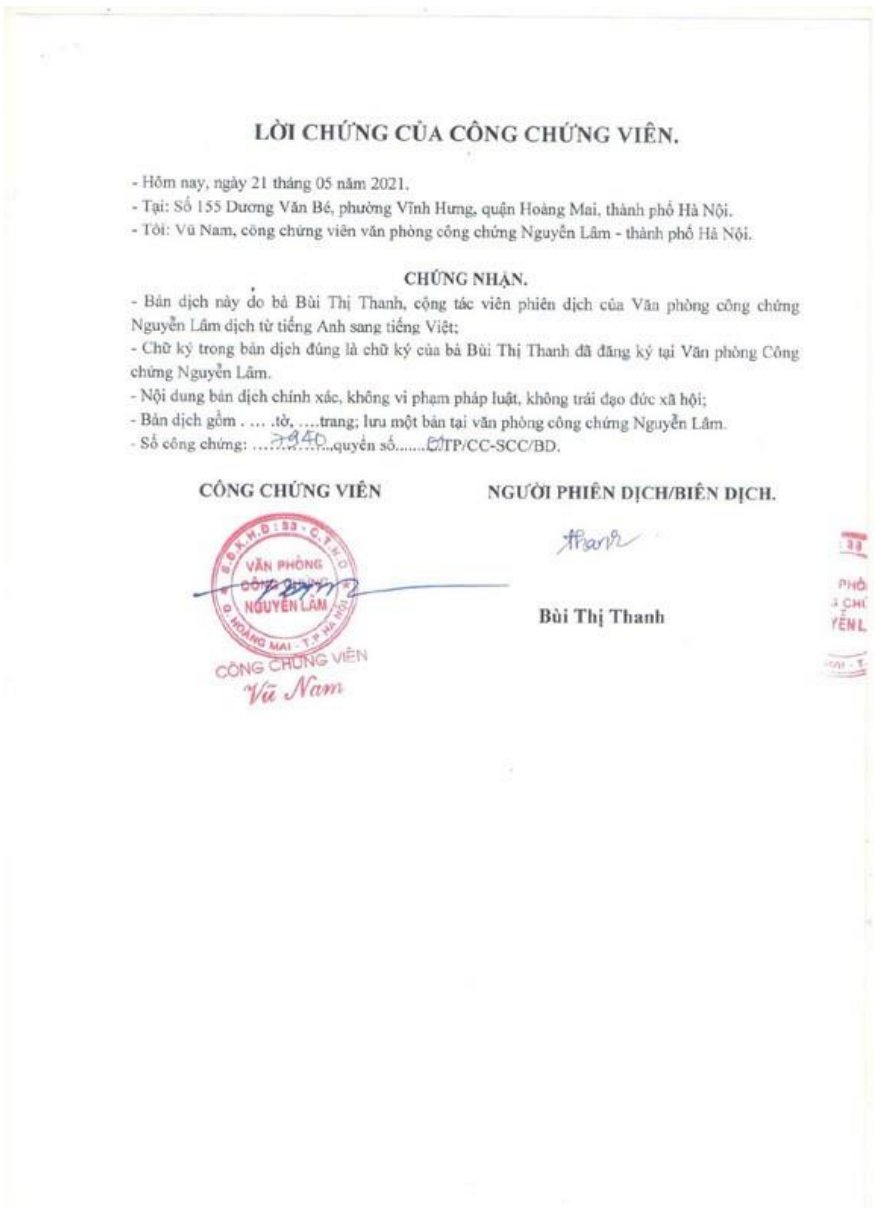 LỜI CHỨNG CỦA CÔNG CHỨNG VIÊN.
- Hôm nay, ngày 21 tháng 05 năm 2021.
- Tại: Số 155 Dương Văn Bé, phường Vĩnh Hưng, quận Hoàng Mai, thành phố Hà Nội.
- Tôi: Vũ Nam, công chứng viên văn phòng công chứng Nguyễn Lâm - thành phố Hà Nội.
CHỨNG NHẬN.
- Bản dịch này do bà Bùi Thị Thanh, cộng tác viên phiên dịch của Văn phòng công chứng
Nguyễn Lâm dịch từ tiếng Anh sang tiếng Việt;
- Chữ ký trong bản dịch đúng là chữ ký của bà Bùi Thị Thanh đã đăng ký tại Văn phòng Công
chứng Nguyễn Lâm.
- Nội dung bản dịch chính xác, không vi phạm pháp luật, không trái đạo đức xã hội;
- Bản dịch gồm . ... .tờ, ....trang; lưu một bản tại văn phòng công chứng Nguyễn Lâm.
- Số công chứng: ....7940.,quyển số.......TP/CC-SCC/BD.
CÔNG CHỨNG VIÊN NGƯỜI PHIÊN DỊCH/BIÊN DỊCH.
S.Đ.K.H.Đ : 33 - C.T.H.D
VĂN PHÒNG
CÔNG CHỨNG
NGUYỄN LÂM
Q. HOÀNG MAI - T.P HÀ NỘI
Thanh
Bùi Thị Thanh
CÔNG CHỨNG VIÊN
Vũ Nam
: 33
PHÒ
G CHỨ
YỄN L